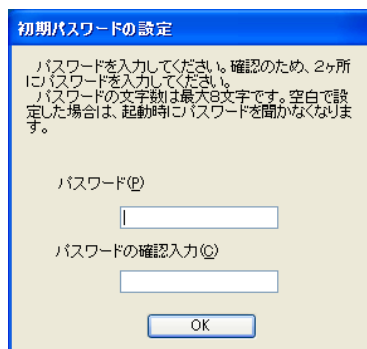 初期パスワードの設定
パスワードを入力してください。確認のため、2ヶ所
にパスワードを入力してください。
パスワードの文字数は最大8文字です。空白で設
定した場合は、起動時にパスワードを聞かなくなりま
す。
パスワード(P)
パスワードの確認入力(C)
OK